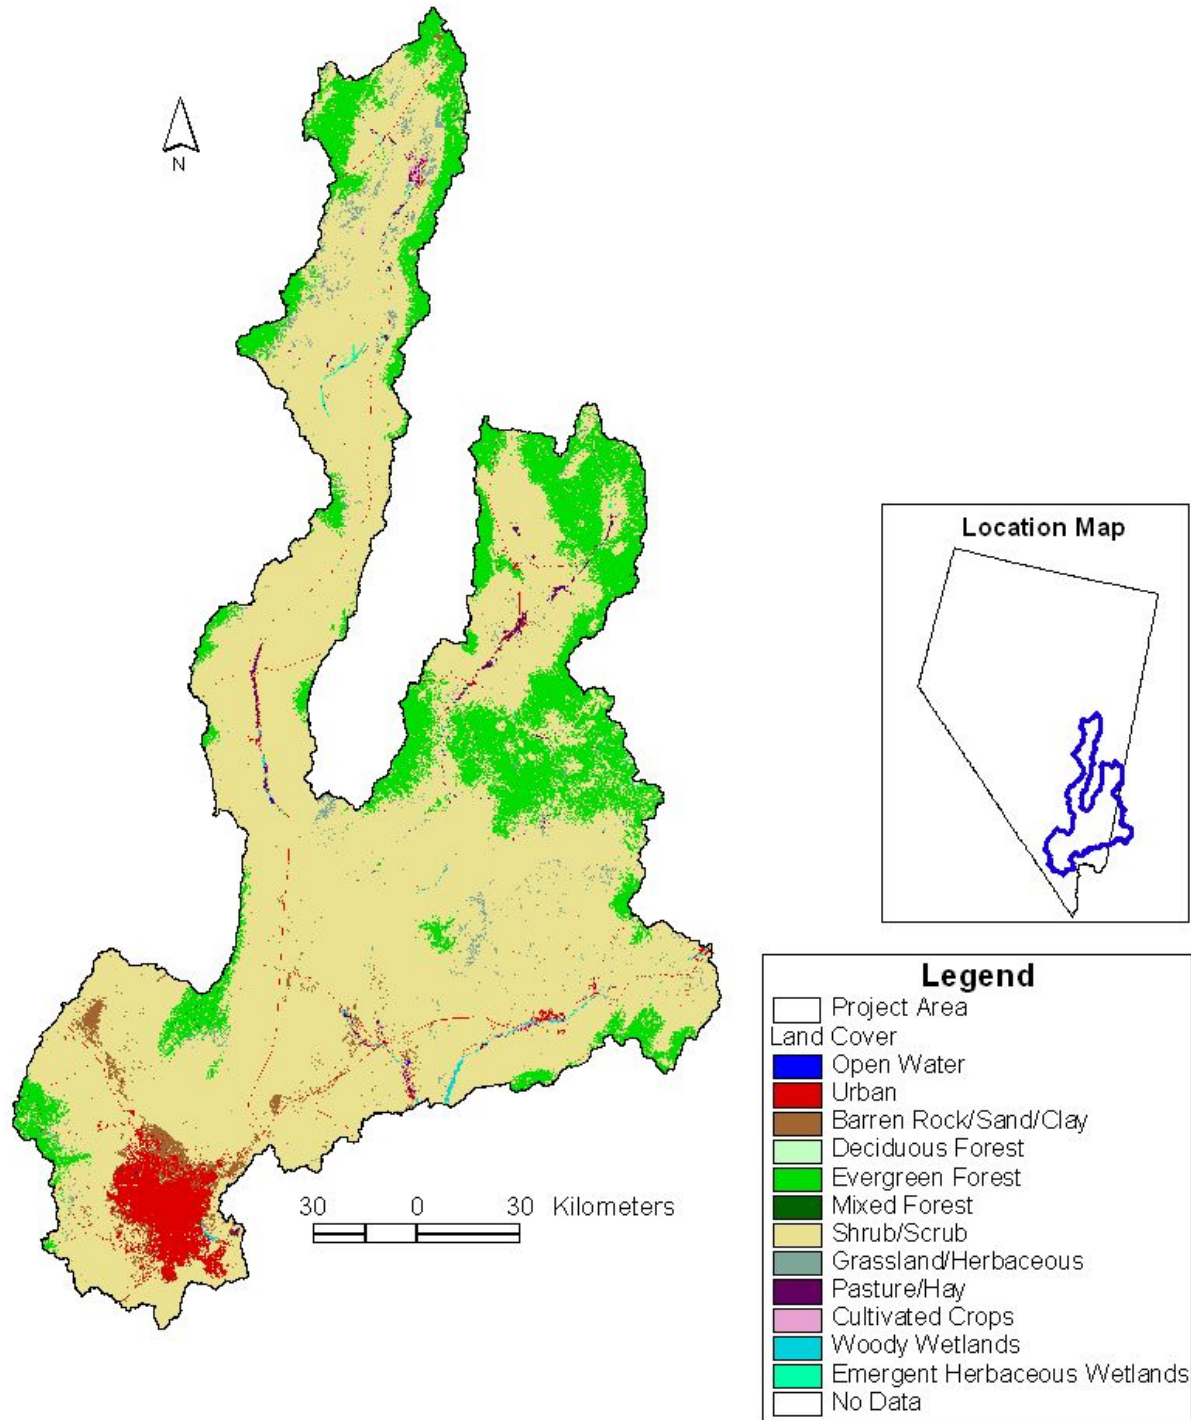 N
Location Map
Legend
Project Area
Land Cover
Open Water
Urban
Barren Rock/Sand/Clay
Deciduous Forest
Evergreen Forest
Mixed Forest
Shrub/Scrub
Grassland/Herbaceous
Pasture/Hay
Cultivated Crops
Woody Wetlands
Emergent Herbaceous Wetlands
No Data
30 0 30 Kilometers